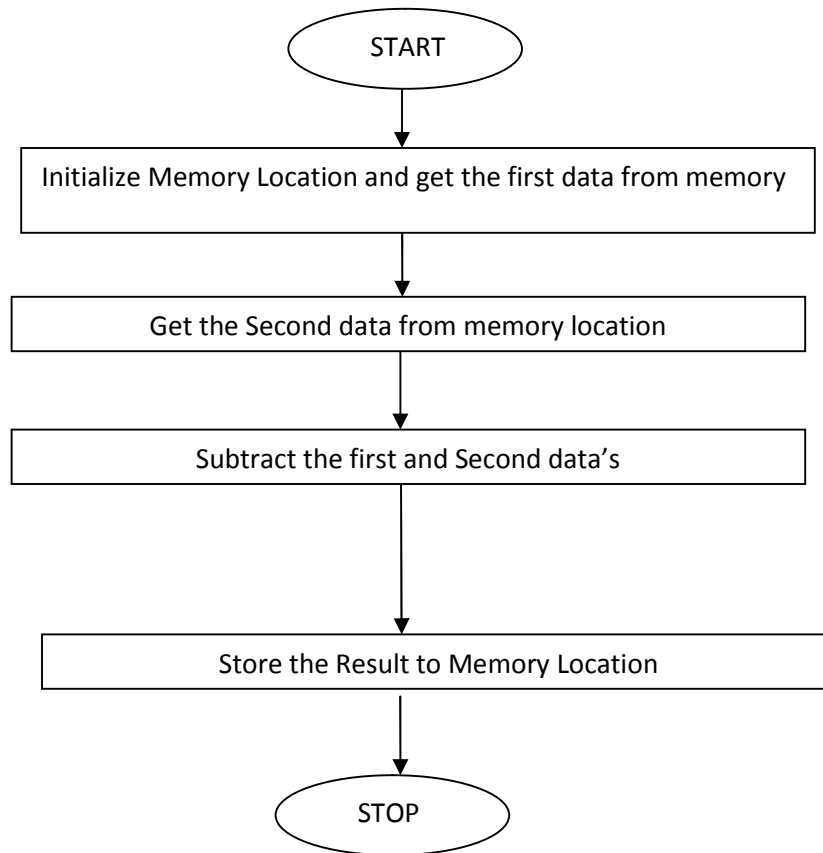 START
Initialize Memory Location and get the first data from memory
Get the Second data from memory location
Subtract the first and Second data’s
Store the Result to Memory Location
STOP